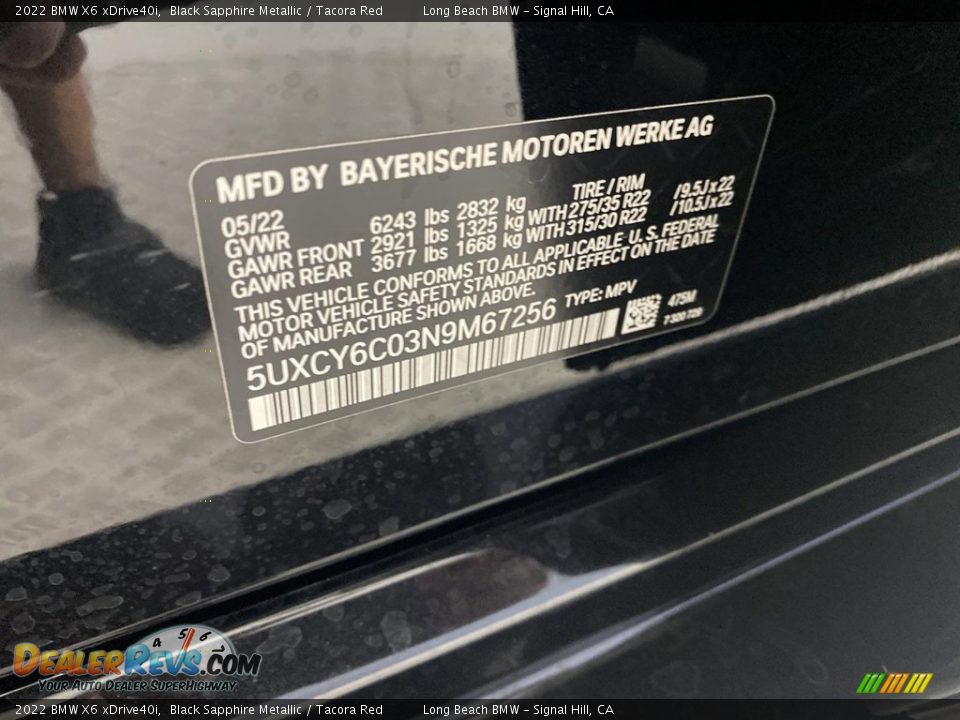 2022 BMW X6 xDrive40i, Black Sapphire Metallic / Tacora Red Long Beach BMW - Signal Hill, CA
MFD BY BAYERISCHE MOTOREN WERKE AG
05/22 TIRE / RIM
GVWR 6243 lbs 2832 kg
GAWR FRONT 2921 lbs 1325 kg WITH 275/35 R22 /9.5J x 22
GAWR REAR 3677 lbs 1668 kg WITH 315/30 R22 /10.5J x 22
THIS VEHICLE CONFORMS TO ALL APPLICABLE U.S. FEDERAL
MOTOR VEHICLE SAFETY STANDARDS IN EFFECT ON THE DATE
OF MANUFACTURE SHOWN ABOVE.
5UXCY6C03N9M67256 TYPE: MPV
475M
7320729
4 5 6
DEALERREVS.COM
YOUR AUTO DEALER SUPERHIGHWAY
2022 BMW X6 xDrive40i, Black Sapphire Metallic / Tacora Red Long Beach BMW - Signal Hill, CA